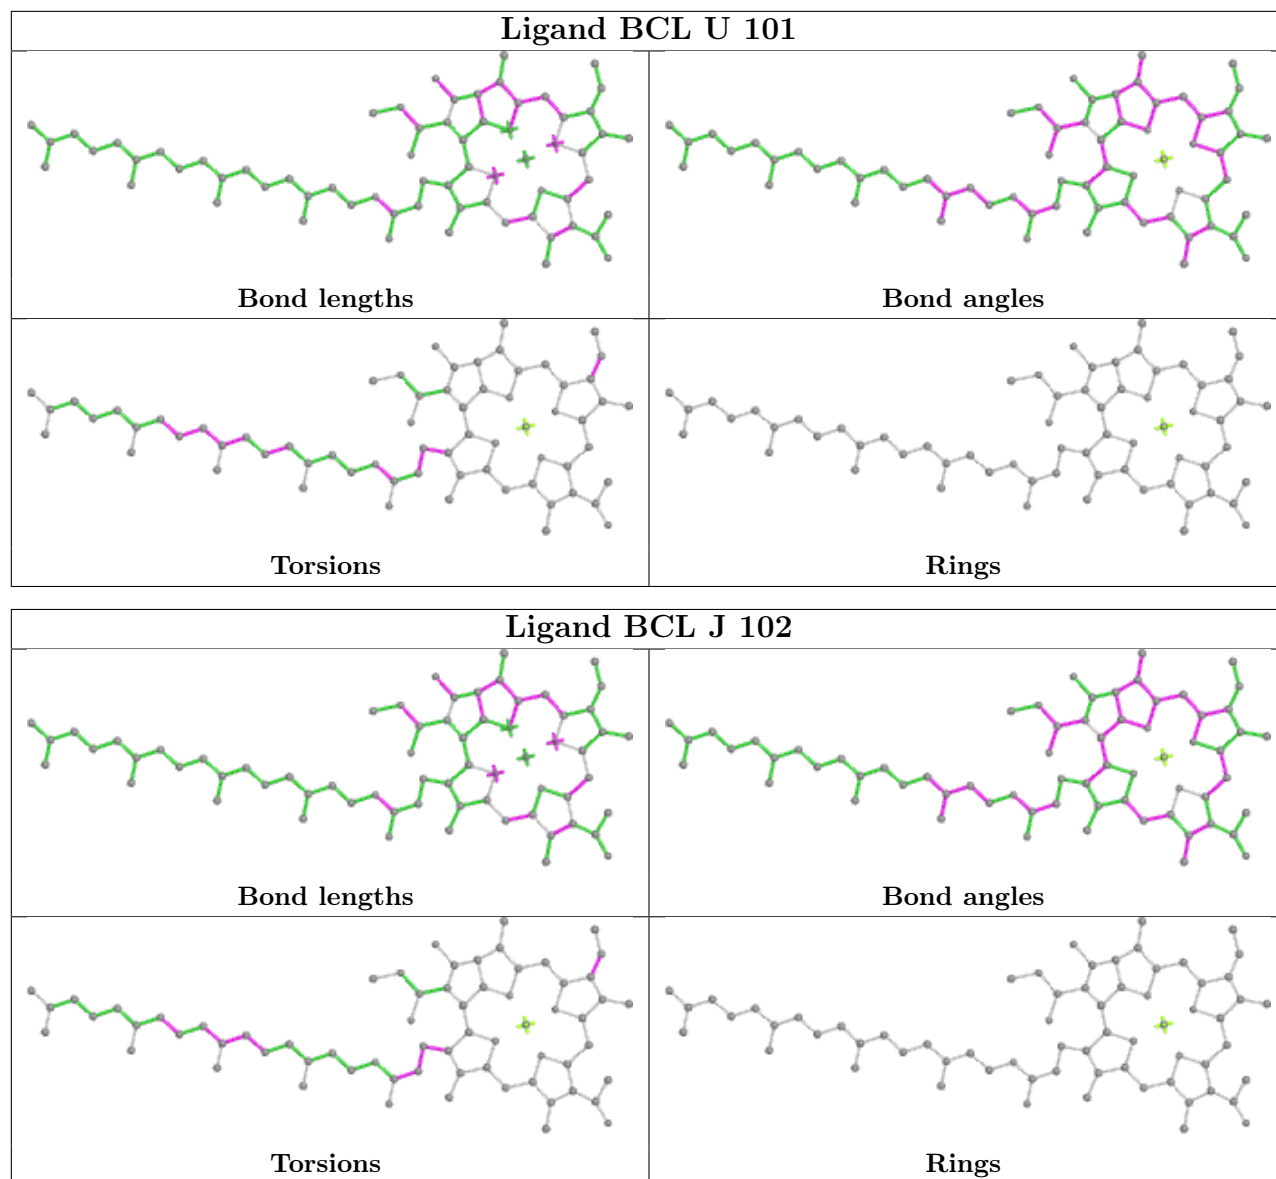 Ligand BCL U 101
Bond lengths
Bond angles
Torsions
Rings
Ligand BCL J 102
Bond lengths
Bond angles
Torsions
Rings